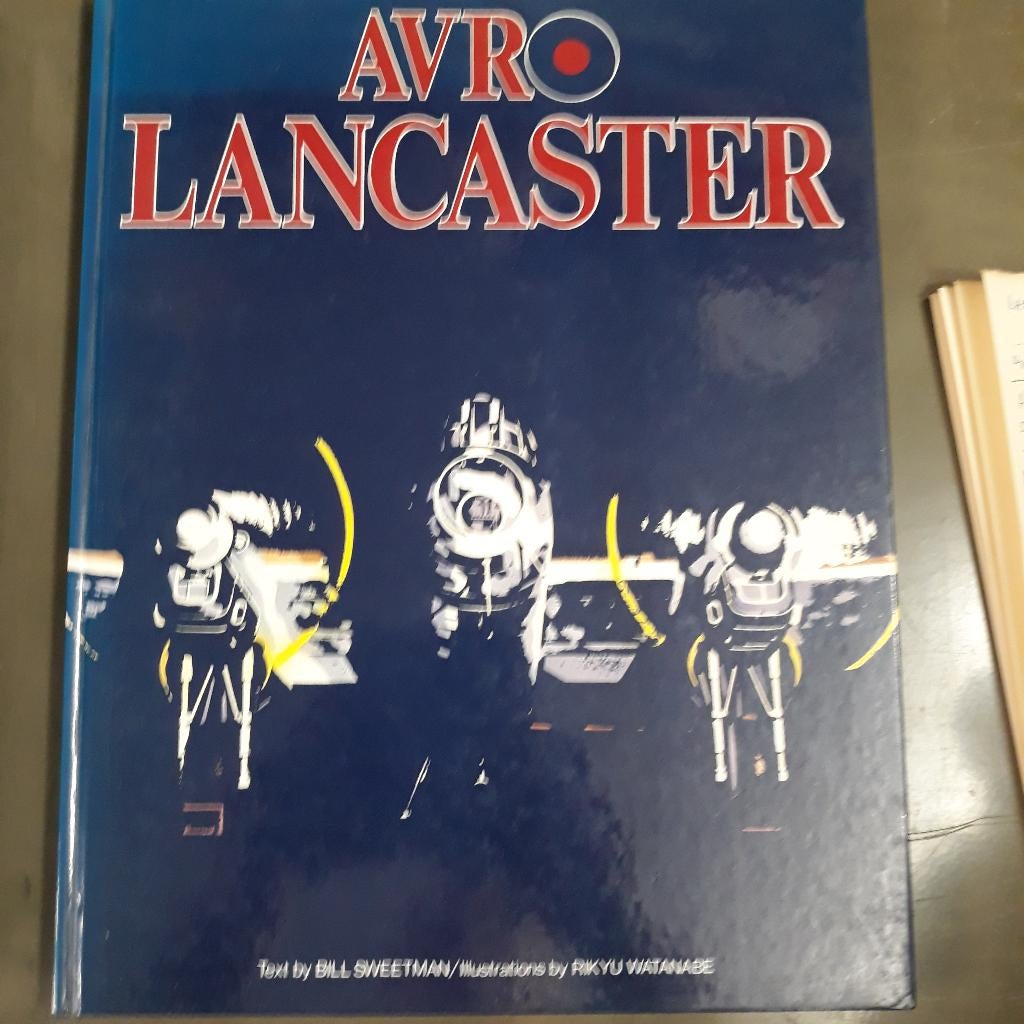 AVRO
LANCASTER
Text by BILL SWEETMAN/Illustrations by RIKYU WATANABE